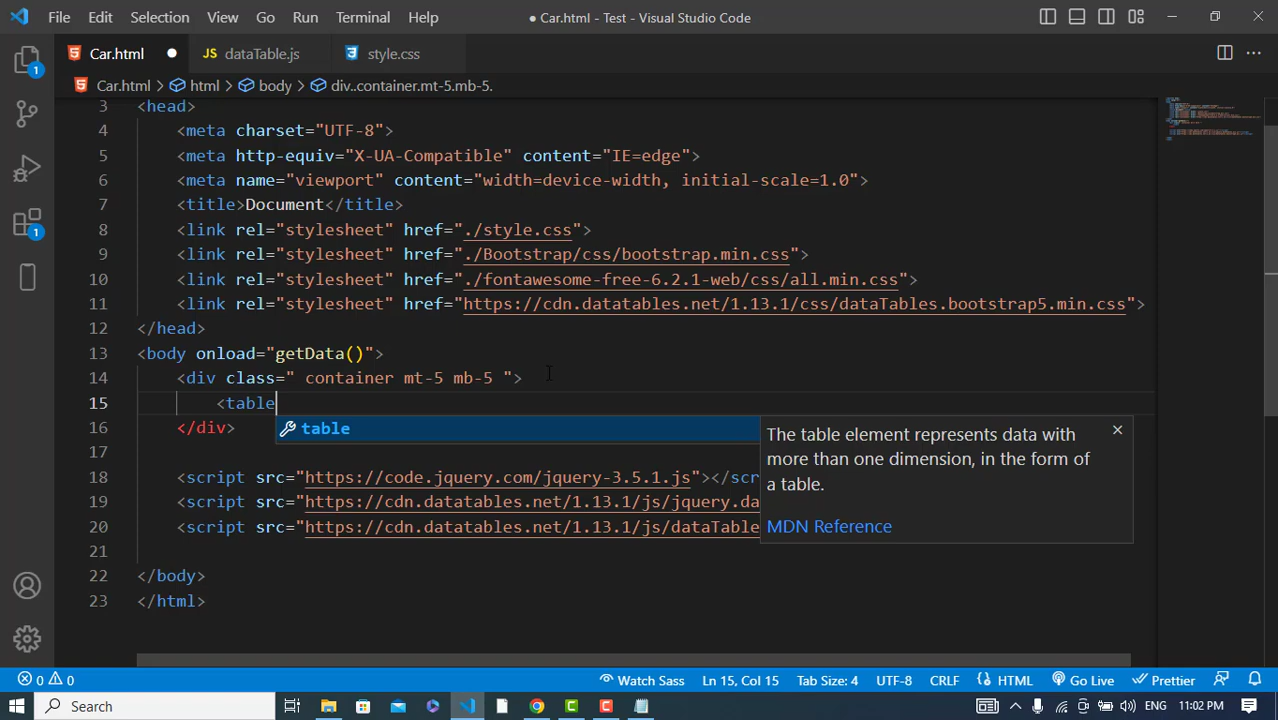 File Edit Selection View Go Run Terminal Help
● Car.html - Test - Visual Studio Code
Car.html ● JS dataTable.js style.css
Car.html > html > body > div..container.mt-5.mb-5.
3 <head>
4 <meta charset="UTF-8">
5 <meta http-equiv="X-UA-Compatible" content="IE=edge">
6 <meta name="viewport" content="width=device-width, initial-scale=1.0">
7 <title>Document</title>
8 <link rel="stylesheet" href="./style.css">
9 <link rel="stylesheet" href="./Bootstrap/css/bootstrap.min.css">
10 <link rel="stylesheet" href="./fontawesome-free-6.2.1-web/css/all.min.css">
11 <link rel="stylesheet" href="https://cdn.datatables.net/1.13.1/css/dataTables.bootstrap5.min.css">
12 </head>
13 <body onload="getData()">
14 <div class=" container mt-5 mb-5 ">
15 <table
16 </div>
table
The table element represents data with
more than one dimension, in the form of
a table.
MDN Reference
17
18 <script src="https://code.jquery.com/jquery-3.5.1.js"></scr
19 <script src="https://cdn.datatables.net/1.13.1/js/jquery.da
20 <script src="https://cdn.datatables.net/1.13.1/js/dataTable
21
22 </body>
23 </html>
1
1
0 0 Watch Sass Ln 15, Col 15 Tab Size: 4 UTF-8 CRLF HTML Go Live Prettier
Search ENG 11:02 PM